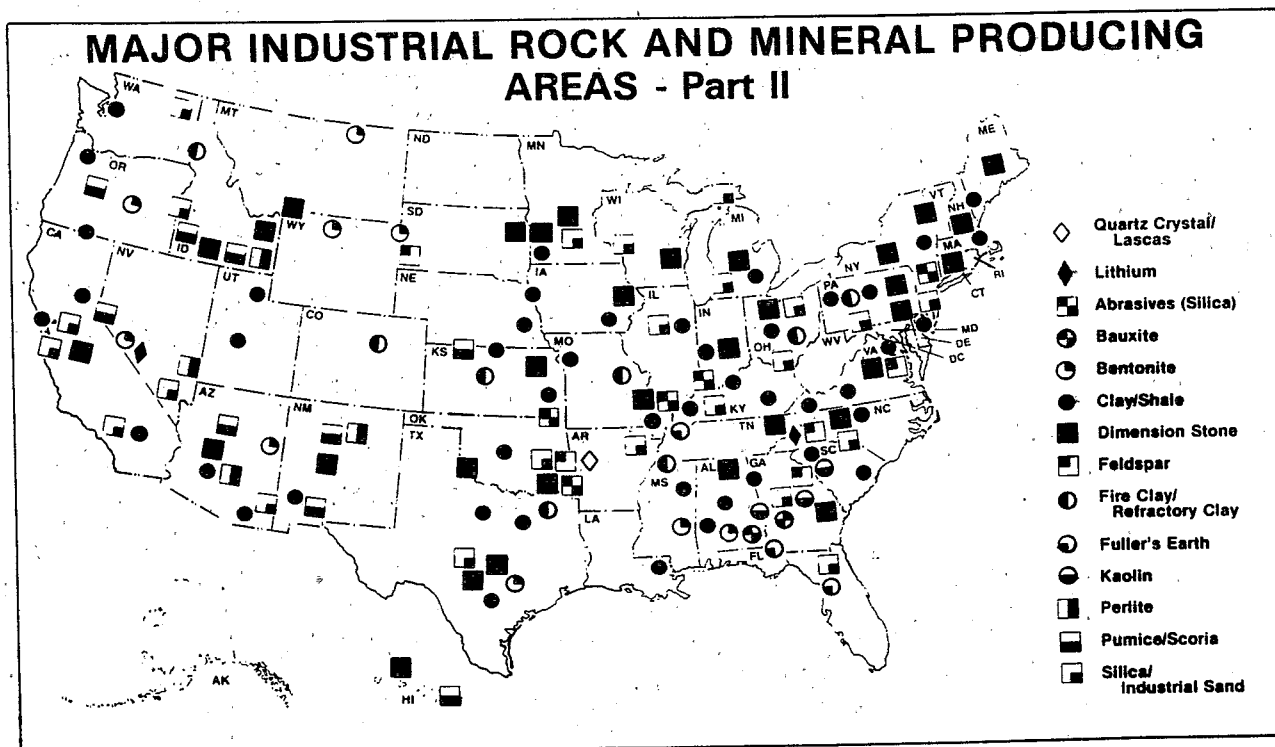 MAJOR INDUSTRIAL ROCK AND MINERAL PRODUCING
AREAS - Part II
WA
MT
ND
MN
ME
OR
WI
MI
VT
NH
SD
WY
ID
CA
NV
UT
NE
IA
NY
MA
RI
CT
PA
IL
IN
OH
CO
KS
MO
WV
MD
DE
DC
VA
KY
AZ
NM
OK
TX
AR
TN
NC
SC
MS
AL
GA
LA
FL
AK
HI
Quartz Crystal/
Lascas
Lithium
Abrasives (Silica)
Bauxite
Bentonite
Clay/Shale
Dimension Stone
Feldspar
Fire Clay/
Refractory Clay
Fuller's Earth
Kaolin
Perlite
Pumice/Scoria
Silica/
Industrial Sand